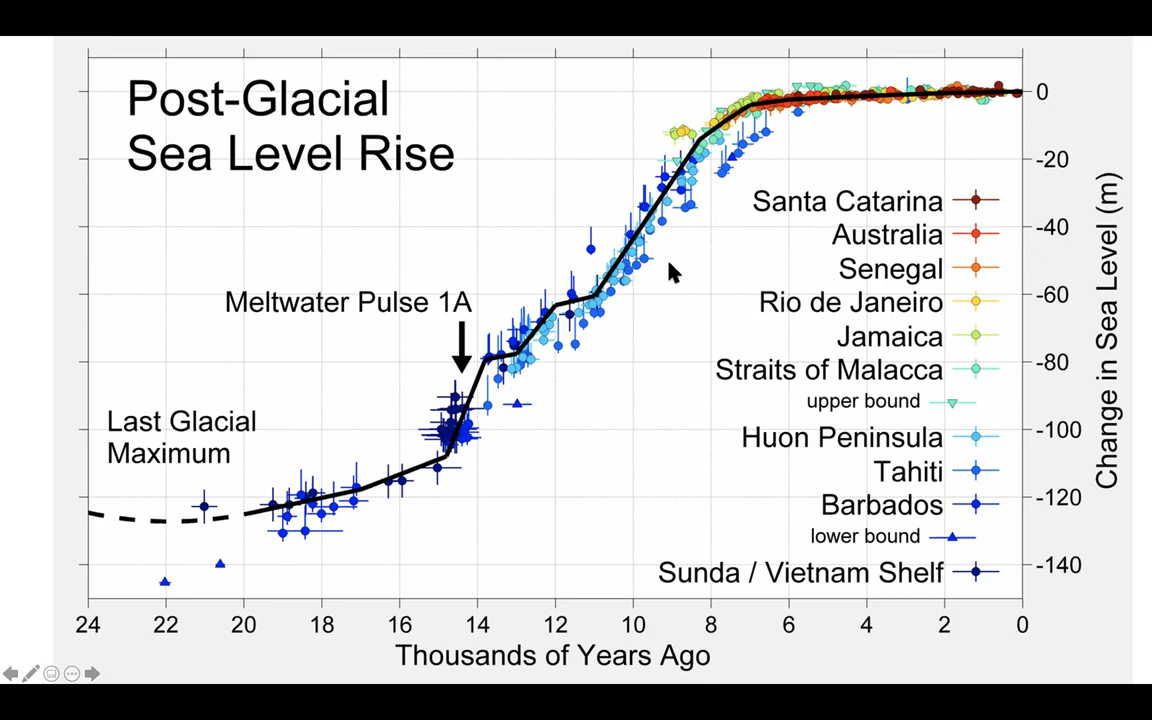 Post-Glacial
Sea Level Rise
Meltwater Pulse 1A
Last Glacial
Maximum
Santa Catarina
Australia
Senegal
Rio de Janeiro
Jamaica
Straits of Malacca
upper bound
Huon Peninsula
Tahiti
Barbados
lower bound
Sunda / Vietnam Shelf
0
-20
-40
-60
-80
-100
-120
-140
Change in Sea Level (m)
24 22 20 18 16 14 12 10 8 6 4 2 0
Thousands of Years Ago